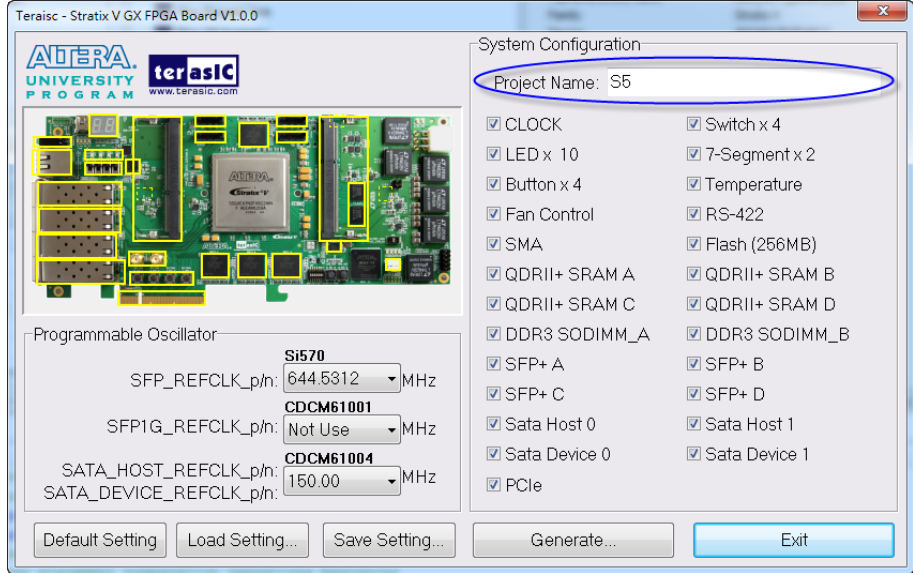 Teraisc - Stratix V GX FPGA Board V1.0.0
ALTERA.
UNIVERSITY
PROGRAM
terasIC
www.terasic.com
ALTERA.
Stratix V
System Configuration
Project Name: S5
CLOCK
Switch x 4
LED x 10
7-Segment x 2
Button x 4
Temperature
Fan Control
RS-422
SMA
Flash (256MB)
QDRII+ SRAM A
QDRII+ SRAM B
QDRII+ SRAM C
QDRII+ SRAM D
DDR3 SODIMM_A
DDR3 SODIMM_B
SFP+ A
SFP+ B
SFP+ C
SFP+ D
Sata Host 0
Sata Host 1
Sata Device 0
Sata Device 1
PCIe
Programmable Oscillator
Si570
SFP_REFCLK_p/n: 644.5312 MHz
CDCM61001
SFP1G_REFCLK_p/n: Not Use MHz
CDCM61004
SATA_HOST_REFCLK_p/n:
SATA_DEVICE_REFCLK_p/n:
150.00 MHz
Default Setting
Load Setting...
Save Setting...
Generate...
Exit